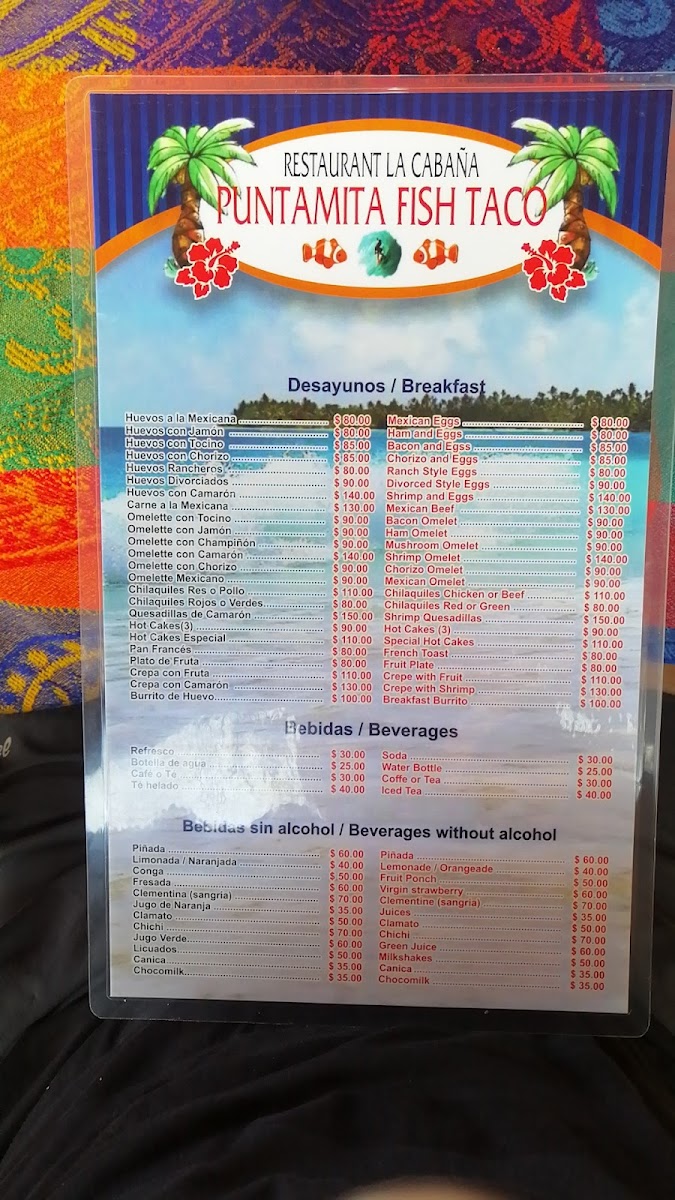 RESTAURANT LA CABAÑA
PUNTAMITA FISH TACO
Desayunos / Breakfast
Huevos a la Mexicana $ 80.00
Huevos con Jamón $ 80.00
Huevos con Tocino $ 85.00
Huevos con Chorizo $ 85.00
Huevos Rancheros $ 80.00
Huevos Divorciados $ 90.00
Huevos con Camarón $ 140.00
Carne a la Mexicana $ 130.00
Omelette con Tocino $ 90.00
Omelette con Jamón $ 90.00
Omelette con Champiñón $ 90.00
Omelette con Camarón $ 140.00
Omelette con Chorizo $ 90.00
Omelette Mexicano $ 90.00
Chilaquiles Res o Pollo $ 110.00
Chilaquiles Rojos o Verdes $ 80.00
Quesadillas de Camarón $ 150.00
Hot Cakes(3) $ 90.00
Hot Cakes Especial $ 110.00
Pan Francés $ 80.00
Plato de Fruta $ 80.00
Crepa con Fruta $ 110.00
Crepa con Camarón $ 130.00
Burrito de Huevo $ 100.00
Mexican Eggs $ 80.00
Ham and Eggs $ 80.00
Bacon and Egss $ 85.00
Chorizo and Eggs $ 85.00
Ranch Style Eggs $ 80.00
Divorced Style Eggs $ 90.00
Shrimp and Eggs $ 140.00
Mexican Beef $ 130.00
Bacon Omelet $ 90.00
Ham Omelet $ 90.00
Mushroom Omelet $ 90.00
Shrimp Omelet $ 140.00
Chorizo Omelet $ 90.00
Mexican Omelet $ 90.00
Chilaquiles Chicken or Beef $ 110.00
Chilaquiles Red or Green $ 80.00
Shrimp Quesadillas $ 150.00
Hot Cakes (3) $ 90.00
Special Hot Cakes $ 110.00
French Toast $ 80.00
Fruit Plate $ 80.00
Crepe with Fruit $ 110.00
Crepe with Shrimp $ 130.00
Breakfast Burrito $ 100.00
Bebidas / Beverages
Refresco $ 30.00
Botella de agua $ 25.00
Café o Té $ 30.00
Té helado $ 40.00
Soda $ 30.00
Water Bottle $ 25.00
Coffe or Tea $ 30.00
Iced Tea $ 40.00
Bebidas sin alcohol / Beverages without alcohol
Piñada $ 60.00
Limonada / Naranjada $ 40.00
Conga $ 50.00
Fresada $ 60.00
Clementina (sangria) $ 70.00
Jugo de Naranja $ 35.00
Clamato $ 50.00
Chichi $ 70.00
Jugo Verde $ 60.00
Licuados $ 50.00
Canica $ 35.00
Chocomilk $ 35.00
Piñada $ 60.00
Lemonade / Orangeade $ 40.00
Fruit Ponch $ 50.00
Virgin strawberry $ 60.00
Clementine (sangria) $ 70.00
Juices $ 35.00
Clamato $ 50.00
Chichi $ 70.00
Green Juice $ 60.00
Milkshakes $ 50.00
Canica $ 35.00
Chocomilk $ 35.00